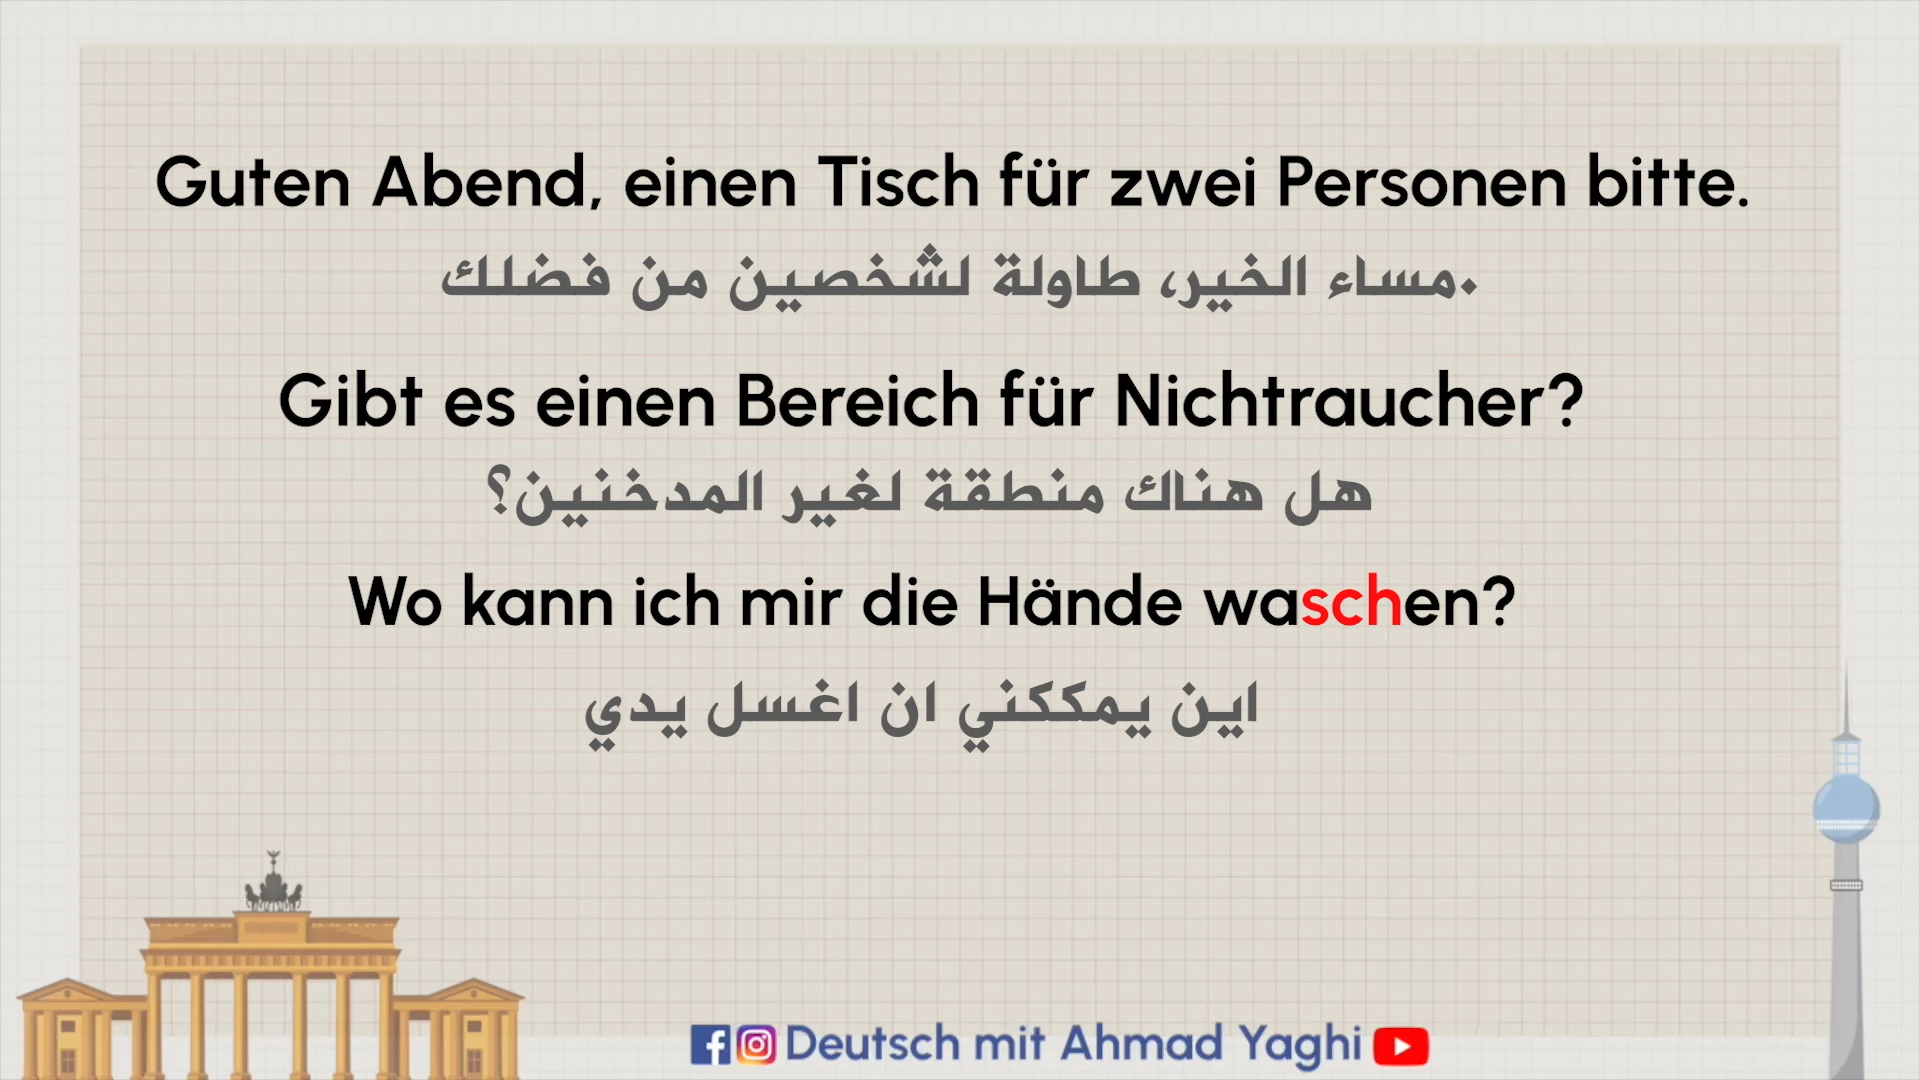 Guten Abend, einen Tisch für zwei Personen bitte.
.مساء الخير، طاولة لشخصين من فضلك
Gibt es einen Bereich für Nichtraucher?
هل هناك منطقة لغير المدخنين؟
Wo kann ich mir die Hände waschen?
اين يمككني ان اغسل يدي
Deutsch mit Ahmad Yaghi